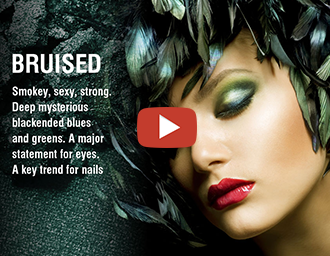 BRUISED
Smokey, sexy, strong.
Deep mysterious
blackended blues
and greens. A major
statement for eyes.
A key trend for nails